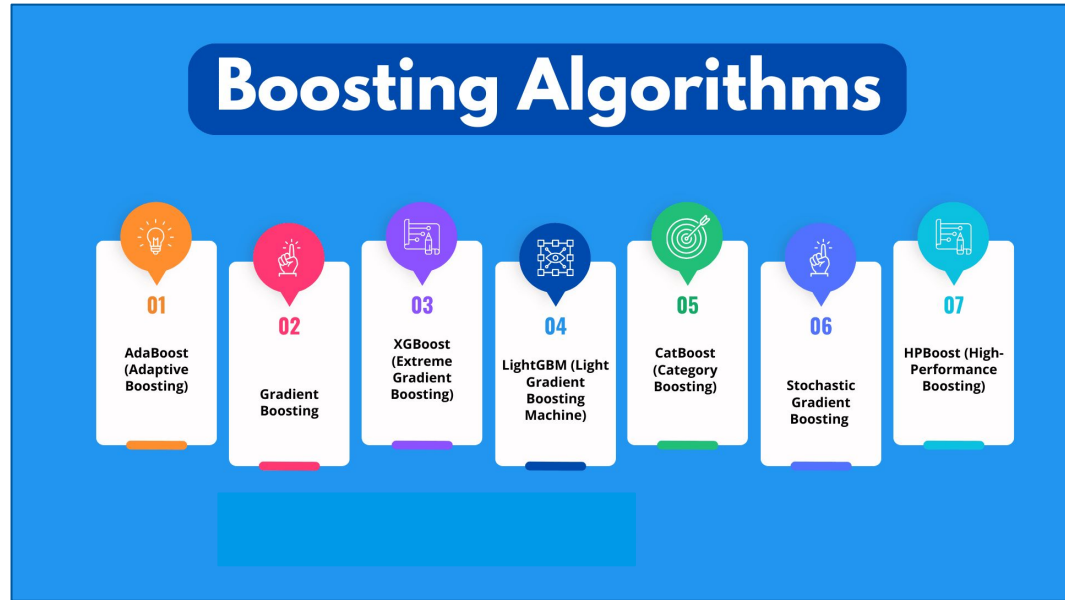 Boosting Algorithms
01
AdaBoost
(Adaptive
Boosting)
02
Gradient
Boosting
03
XGBoost
(Extreme
Gradient
Boosting)
04
LightGBM (Light
Gradient
Boosting
Machine)
05
CatBoost
(Category
Boosting)
06
Stochastic
Gradient
Boosting
07
HPBoost (High-
Performance
Boosting)